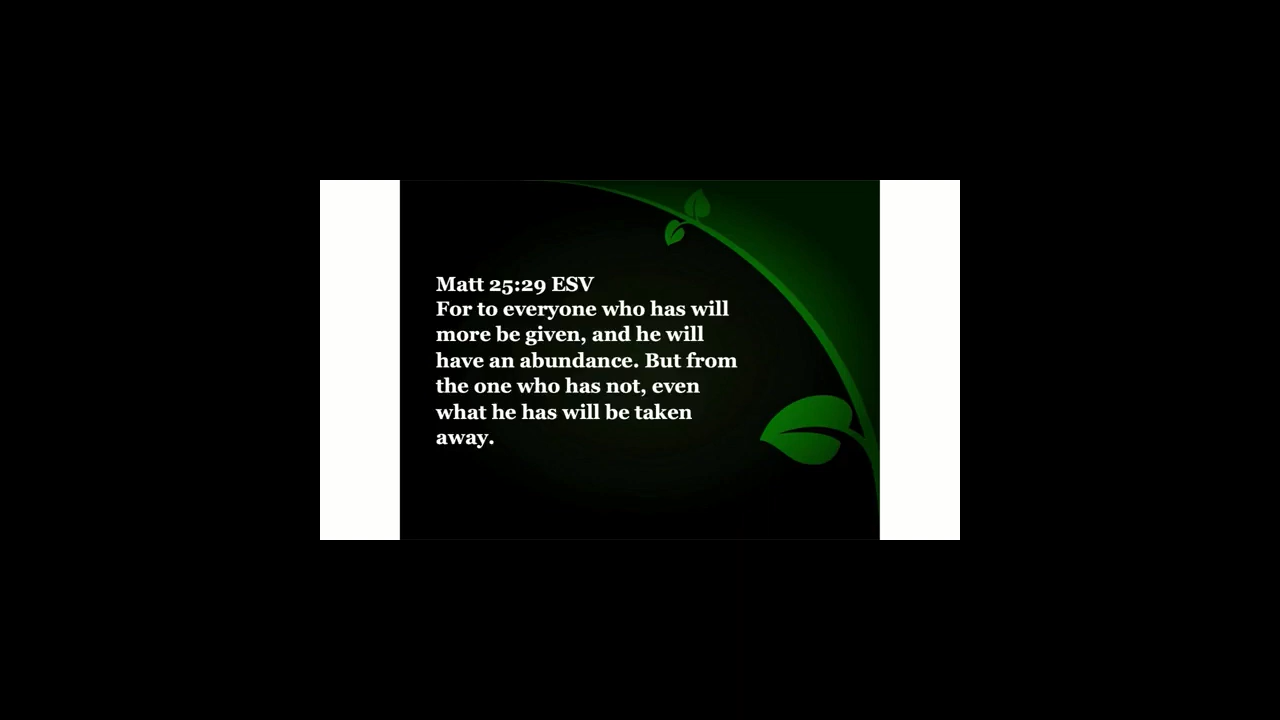 Matt 25:29 ESV
For to everyone who has will
more be given, and he will
have an abundance. But from
the one who has not, even
what he has will be taken
away.